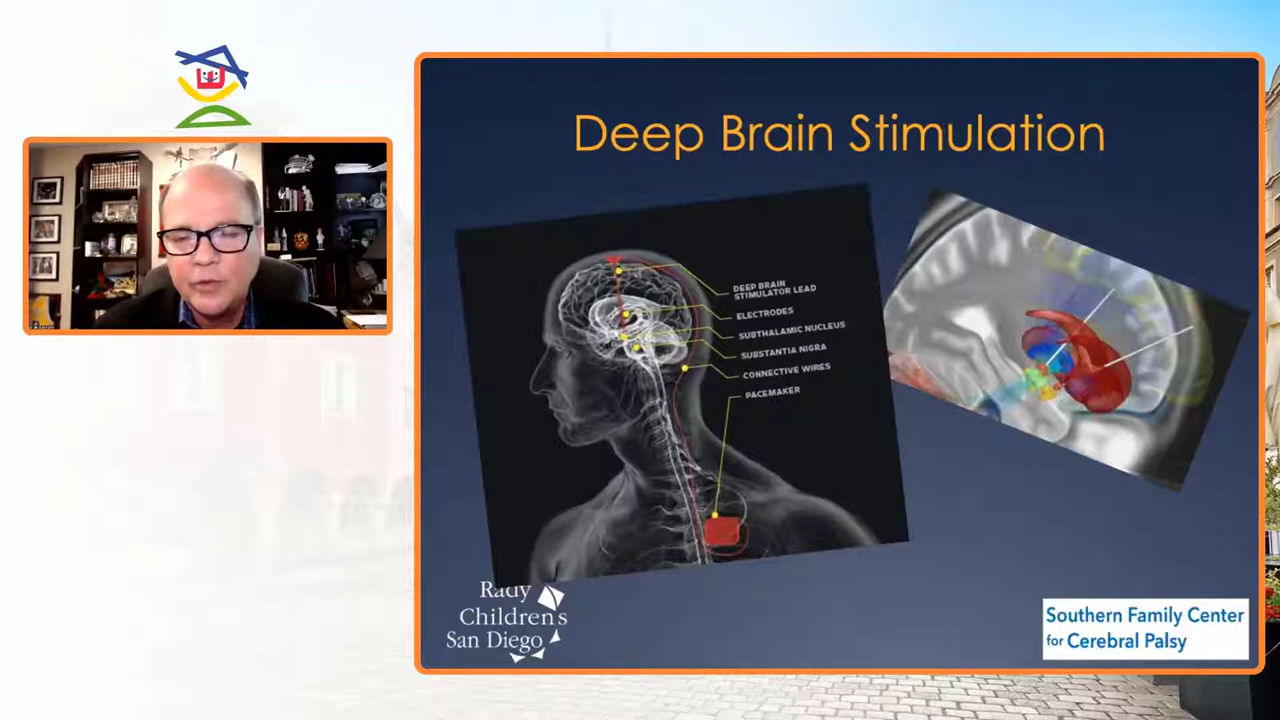 Deep Brain Stimulation
DEEP BRAIN
STIMULATOR LEAD
ELECTRODES
SUBTHALAMIC NUCLEUS
SUBSTANTIA NIGRA
CONNECTIVE WIRES
PACEMAKER
Rady
Children's
San Diego
Southern Family Center
for Cerebral Palsy